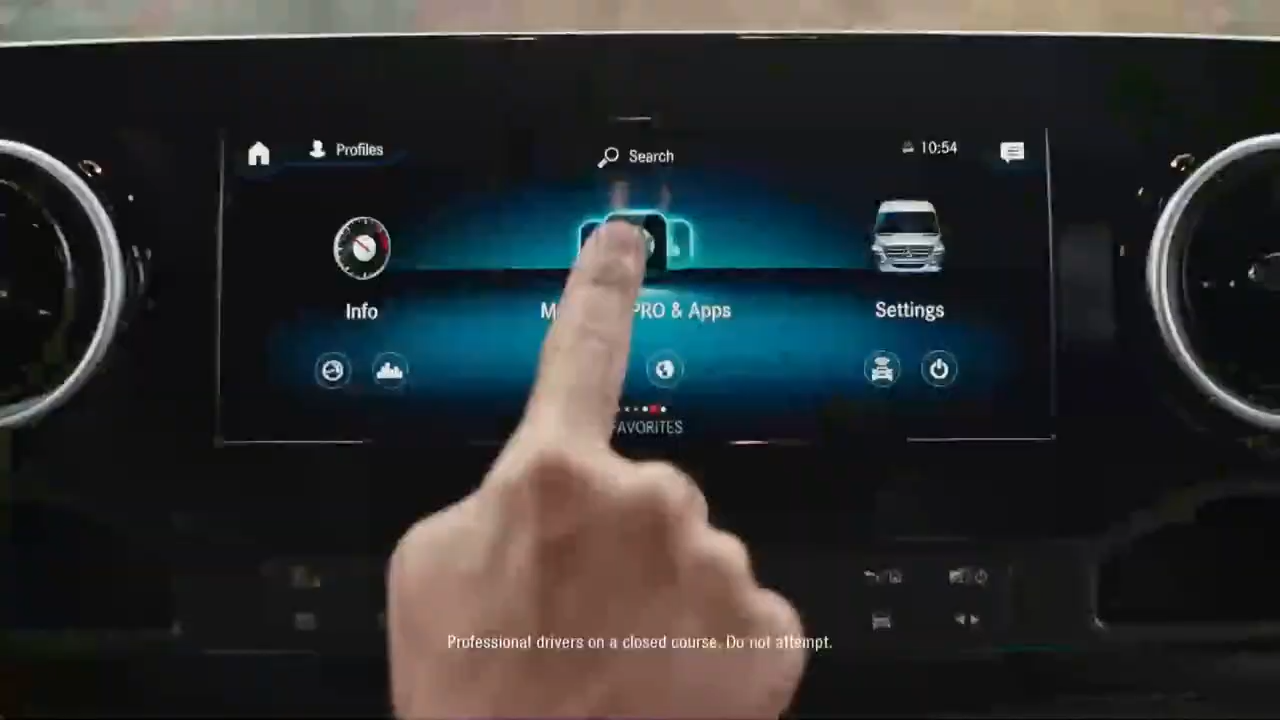 Profiles
Search
10:54
Info
PRO & Apps
Settings
FAVORITES
Professional drivers on a closed course. Do not attempt.